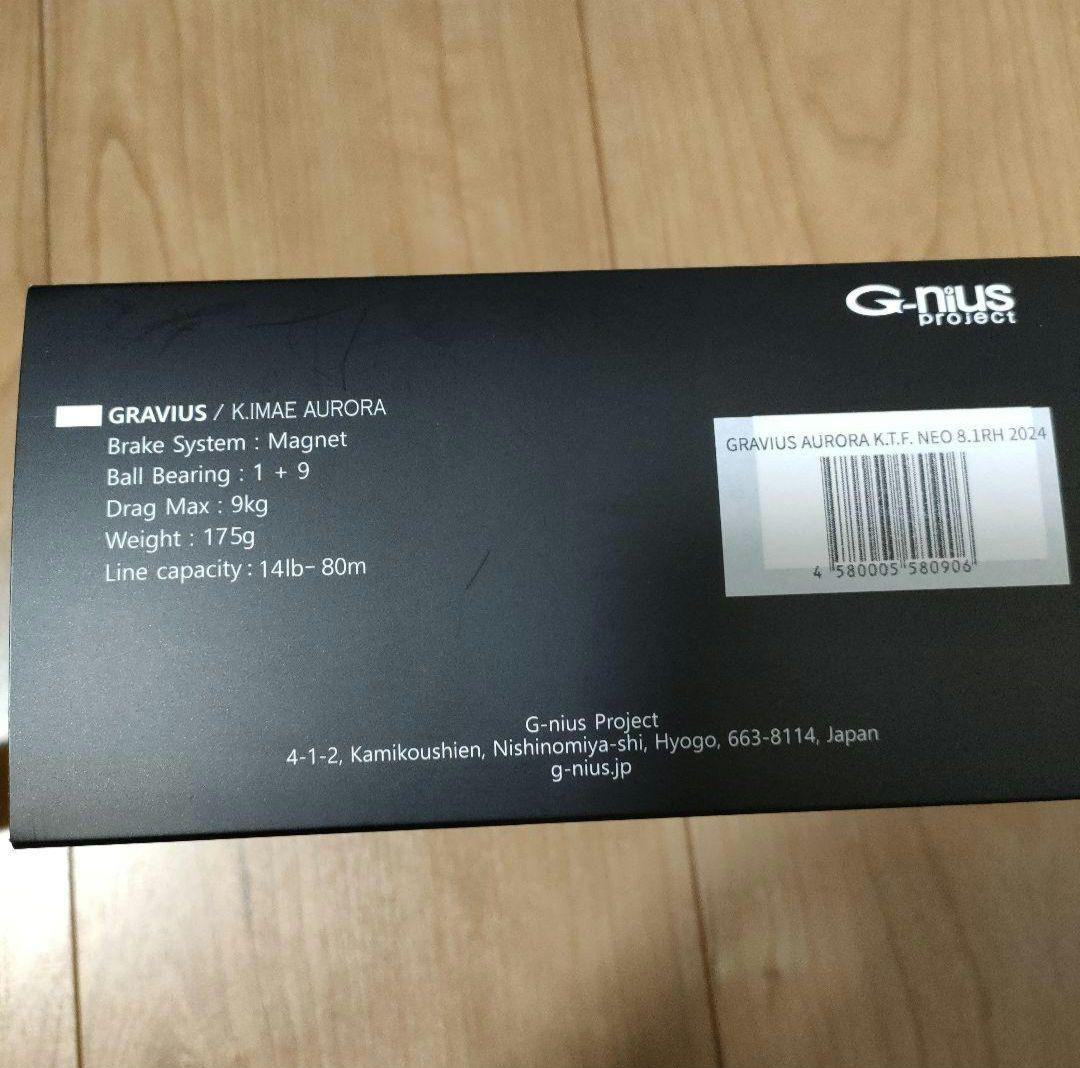 G-nius
project
GRAVIUS / K.IMAE AURORA
Brake System : Magnet
Ball Bearing : 1 + 9
Drag Max : 9kg
Weight : 175g
Line capacity : 14lb- 80m
GRAVIUS AURORA K.T.F. NEO 8.1RH 2024
4 580005 580906
G-nius Project
4-1-2, Kamikoushien, Nishinomiya-shi, Hyogo, 663-8114, Japan
g-nius.jp